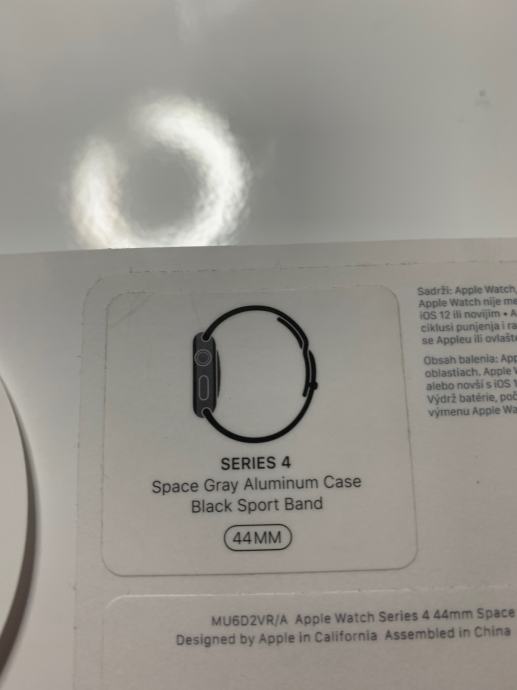 SERIES 4
Space Gray Aluminum Case
Black Sport Band
44MM
Sadrži: Apple Watch,
Apple Watch nije
iOS 12 ili novijim •
ciklusi punjenja i
se Appleu ili
Obsah balenia:
oblastiach. Apple
alebo novší s iOS
Výdrž batérie,
výmenu Apple
MU6D2VR/A Apple Watch Series 4 44mm Space
Designed by Apple in California Assembled in China